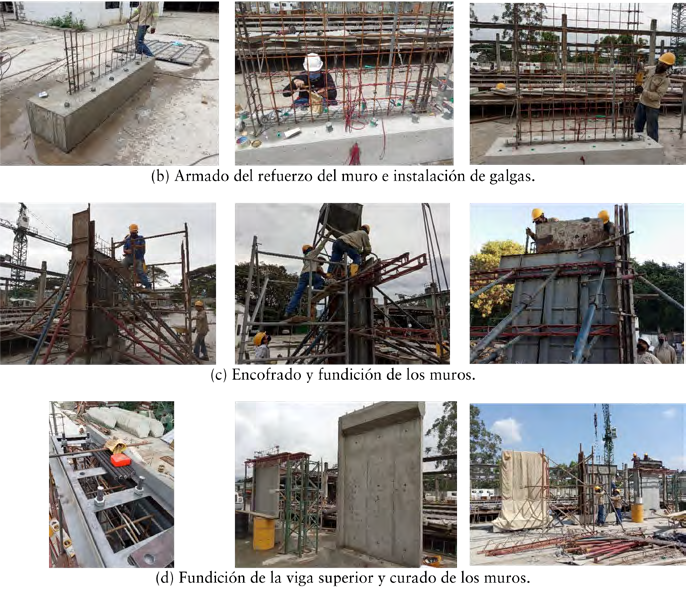 (b) Armado del refuerzo del muro e instalación de galgas.
(c) Encofrado y fundición de los muros.
(d) Fundición de la viga superior y curado de los muros.